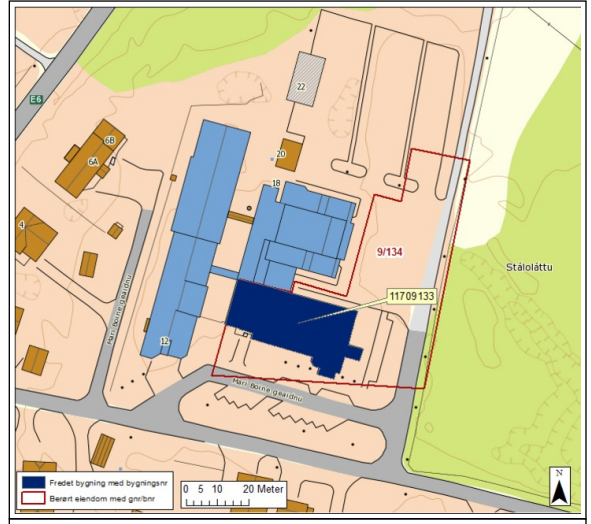 E6
22
6B
6A
20
18
4
9/134
Stáloláttu
11709133
Mari Boine geaidnu
12
Mari Boine geaidnu
Fredet bygning med bygningsnr
Berørt eiendom med gnr/bnr
0 5 10 20 Meter
N